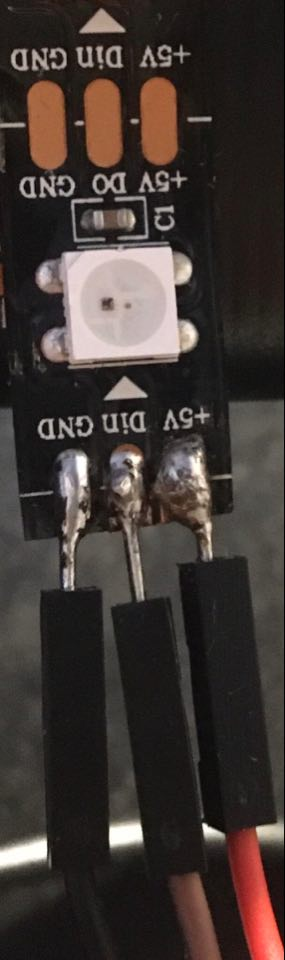 +5V Din GND
C1
+5V DO GND
+5V Din GND